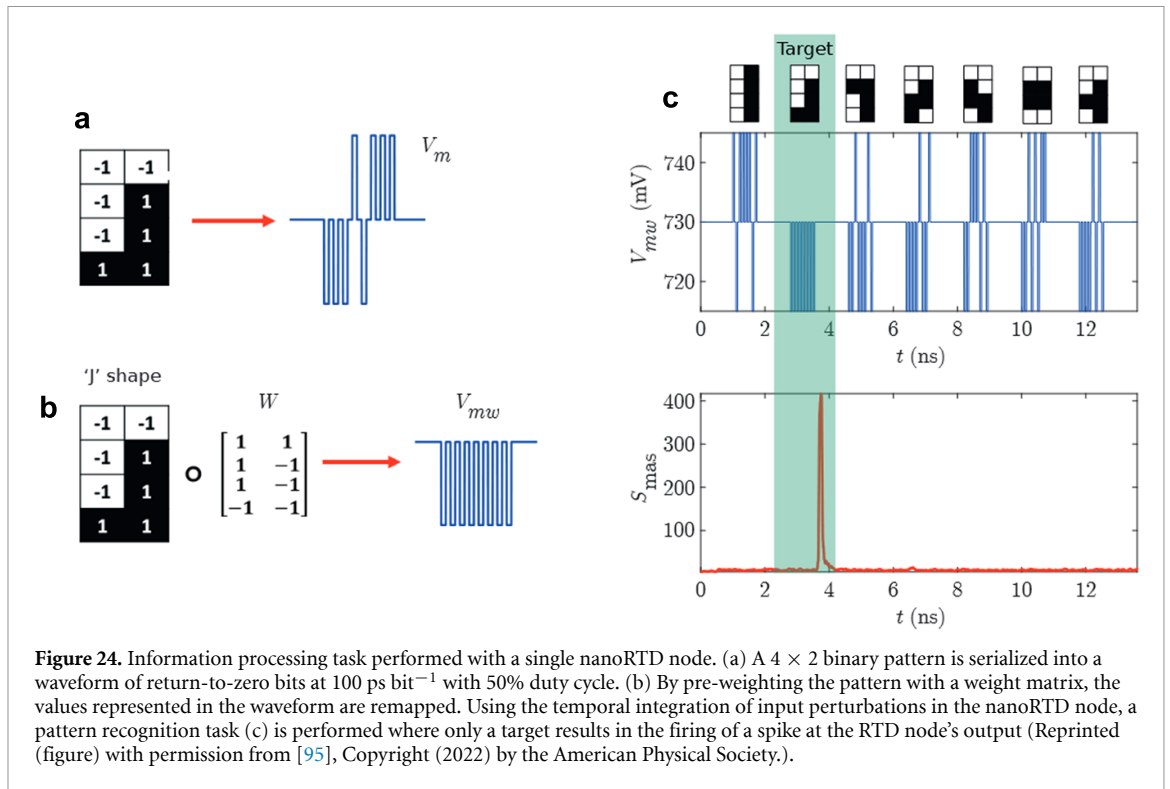 a
-1 -1
-1 1
-1 1
1 1
V_m
'J' shape
b
-1 -1
-1 1
-1 1
1 1
W
1 1
1 −1
1 −1
−1 −1
V_mw
Target
c
V_mw (mV)
740
730
720
0 2 4 6 8 10 12
t (ns)
S_mas
400
300
200
100
0 2 4 6 8 10 12
t (ns)
Figure 24. Information processing task performed with a single nanoRTD node. (a) A 4 × 2 binary pattern is serialized into a
waveform of return-to-zero bits at 100 ps bit⁻¹ with 50% duty cycle. (b) By pre-weighting the pattern with a weight matrix, the
values represented in the waveform are remapped. Using the temporal integration of input perturbations in the nanoRTD node, a
pattern recognition task (c) is performed where only a target results in the firing of a spike at the RTD node's output (Reprinted
(figure) with permission from [95], Copyright (2022) by the American Physical Society.).